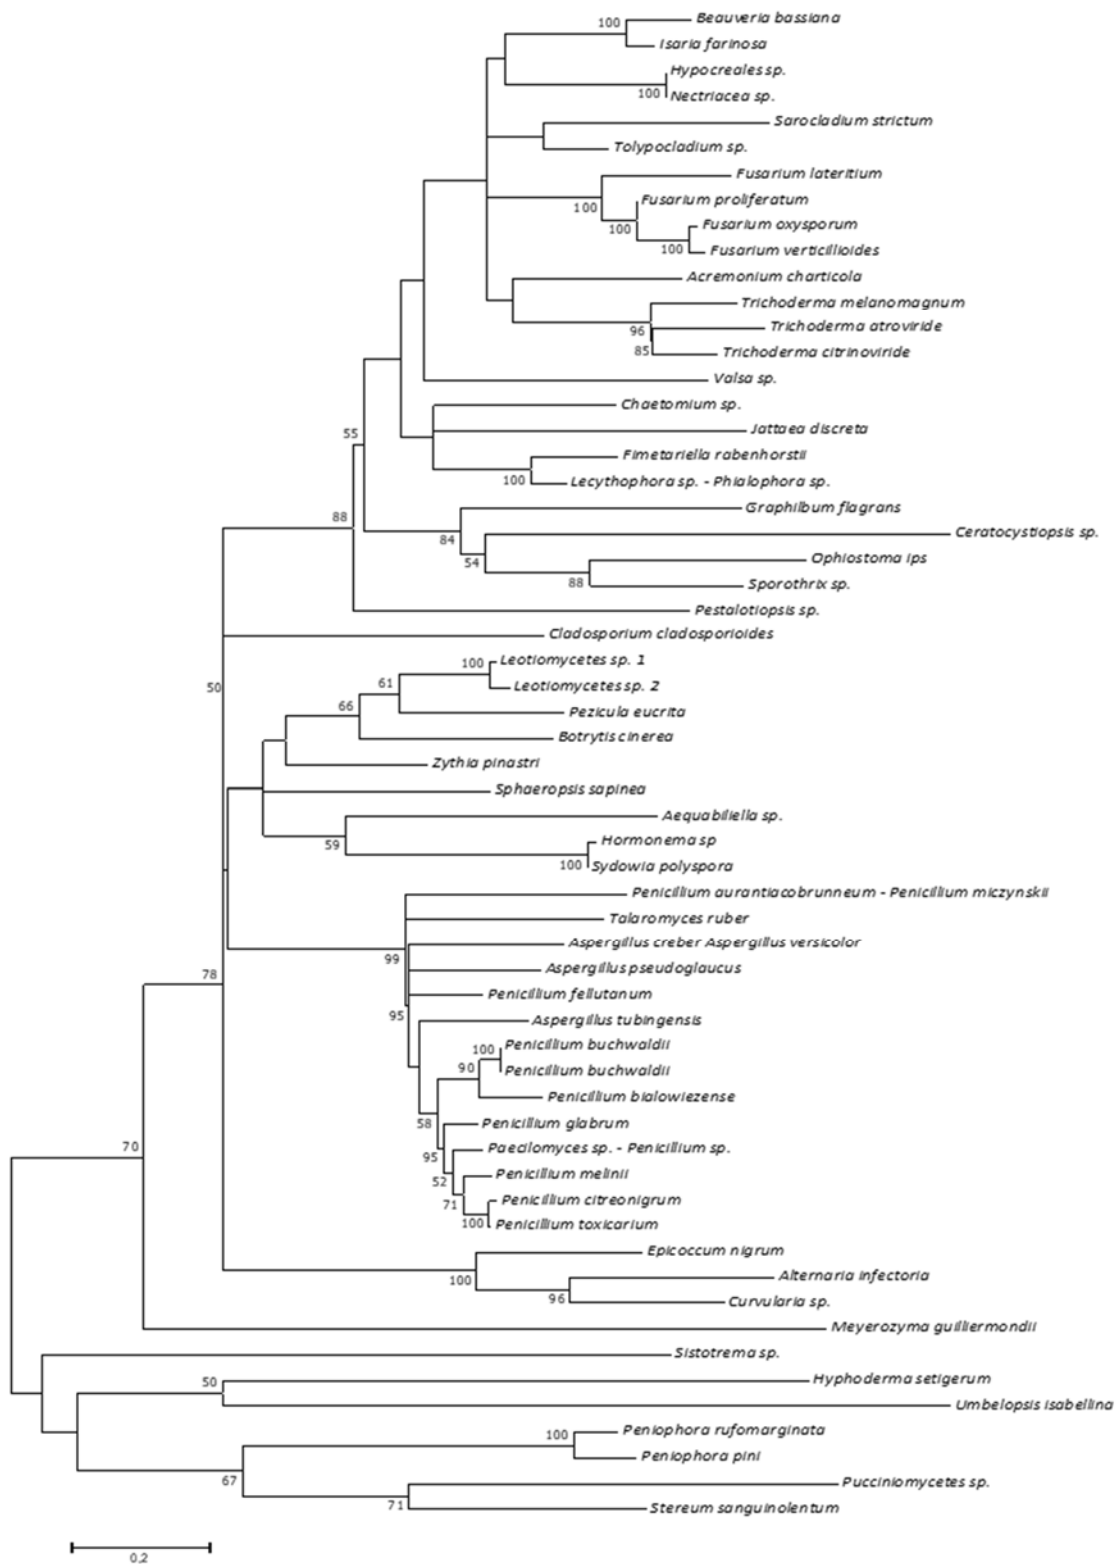 Beauveria bassiana
100
Isaria farinosa
Hypocreales sp.
100
Nectriacea sp.
Sarocladium strictum
Tolypocladium sp.
Fusarium lateritium
100
Fusarium proliferatum
100
Fusarium oxysporum
100
Fusarium verticillioides
Acremonium charticola
Trichoderma melanomagnum
96
Trichoderma atroviride
85
Trichoderma citrinoviride
Valsa sp.
Chaetomium sp.
55
Jattaea discreta
Fimetariella rabenhorstii
100
Lecythophora sp. - Phialophora sp.
88
Graphilbum flagrans
84
Ceratocystiopsis sp.
54
Ophiostoma ips
88
Sporothrix sp.
Pestalotiopsis sp.
Cladosporium cladosporioides
100
Leotiomycetes sp. 1
50
61
Leotiomycetes sp. 2
66
Pezicula eucrita
Botrytis cinerea
Zythia pinastri
Sphaeropsis sapinea
Aequabiliella sp.
59
Hormonema sp
100
Sydowia polyspora
Penicillium aurantiacobrunneum - Penicillium miczynskii
Talaromyces ruber
99
Aspergillus creber Aspergillus versicolor
78
Aspergillus pseudoglaucus
Penicillium fellutanum
95
Aspergillus tubingensis
100
Penicillium buchwaldii
90
Penicillium buchwaldii
Penicillium bialowiezense
58
Penicillium glabrum
70
95
Paecilomyces sp. - Penicillium sp.
52
Penicillium melinii
71
Penicillium citreonigrum
100
Penicillium toxicarium
Epicoccum nigrum
100
Alternaria infectoria
96
Curvularia sp.
Meyerozyma guilliermondii
Sistotrema sp.
50
Hyphoderma setigerum
Umbelopsis isabellina
Peniophora rufomarginata
100
Peniophora pini
67
Pucciniomycetes sp.
71
Stereum sanguinolentum
0,2